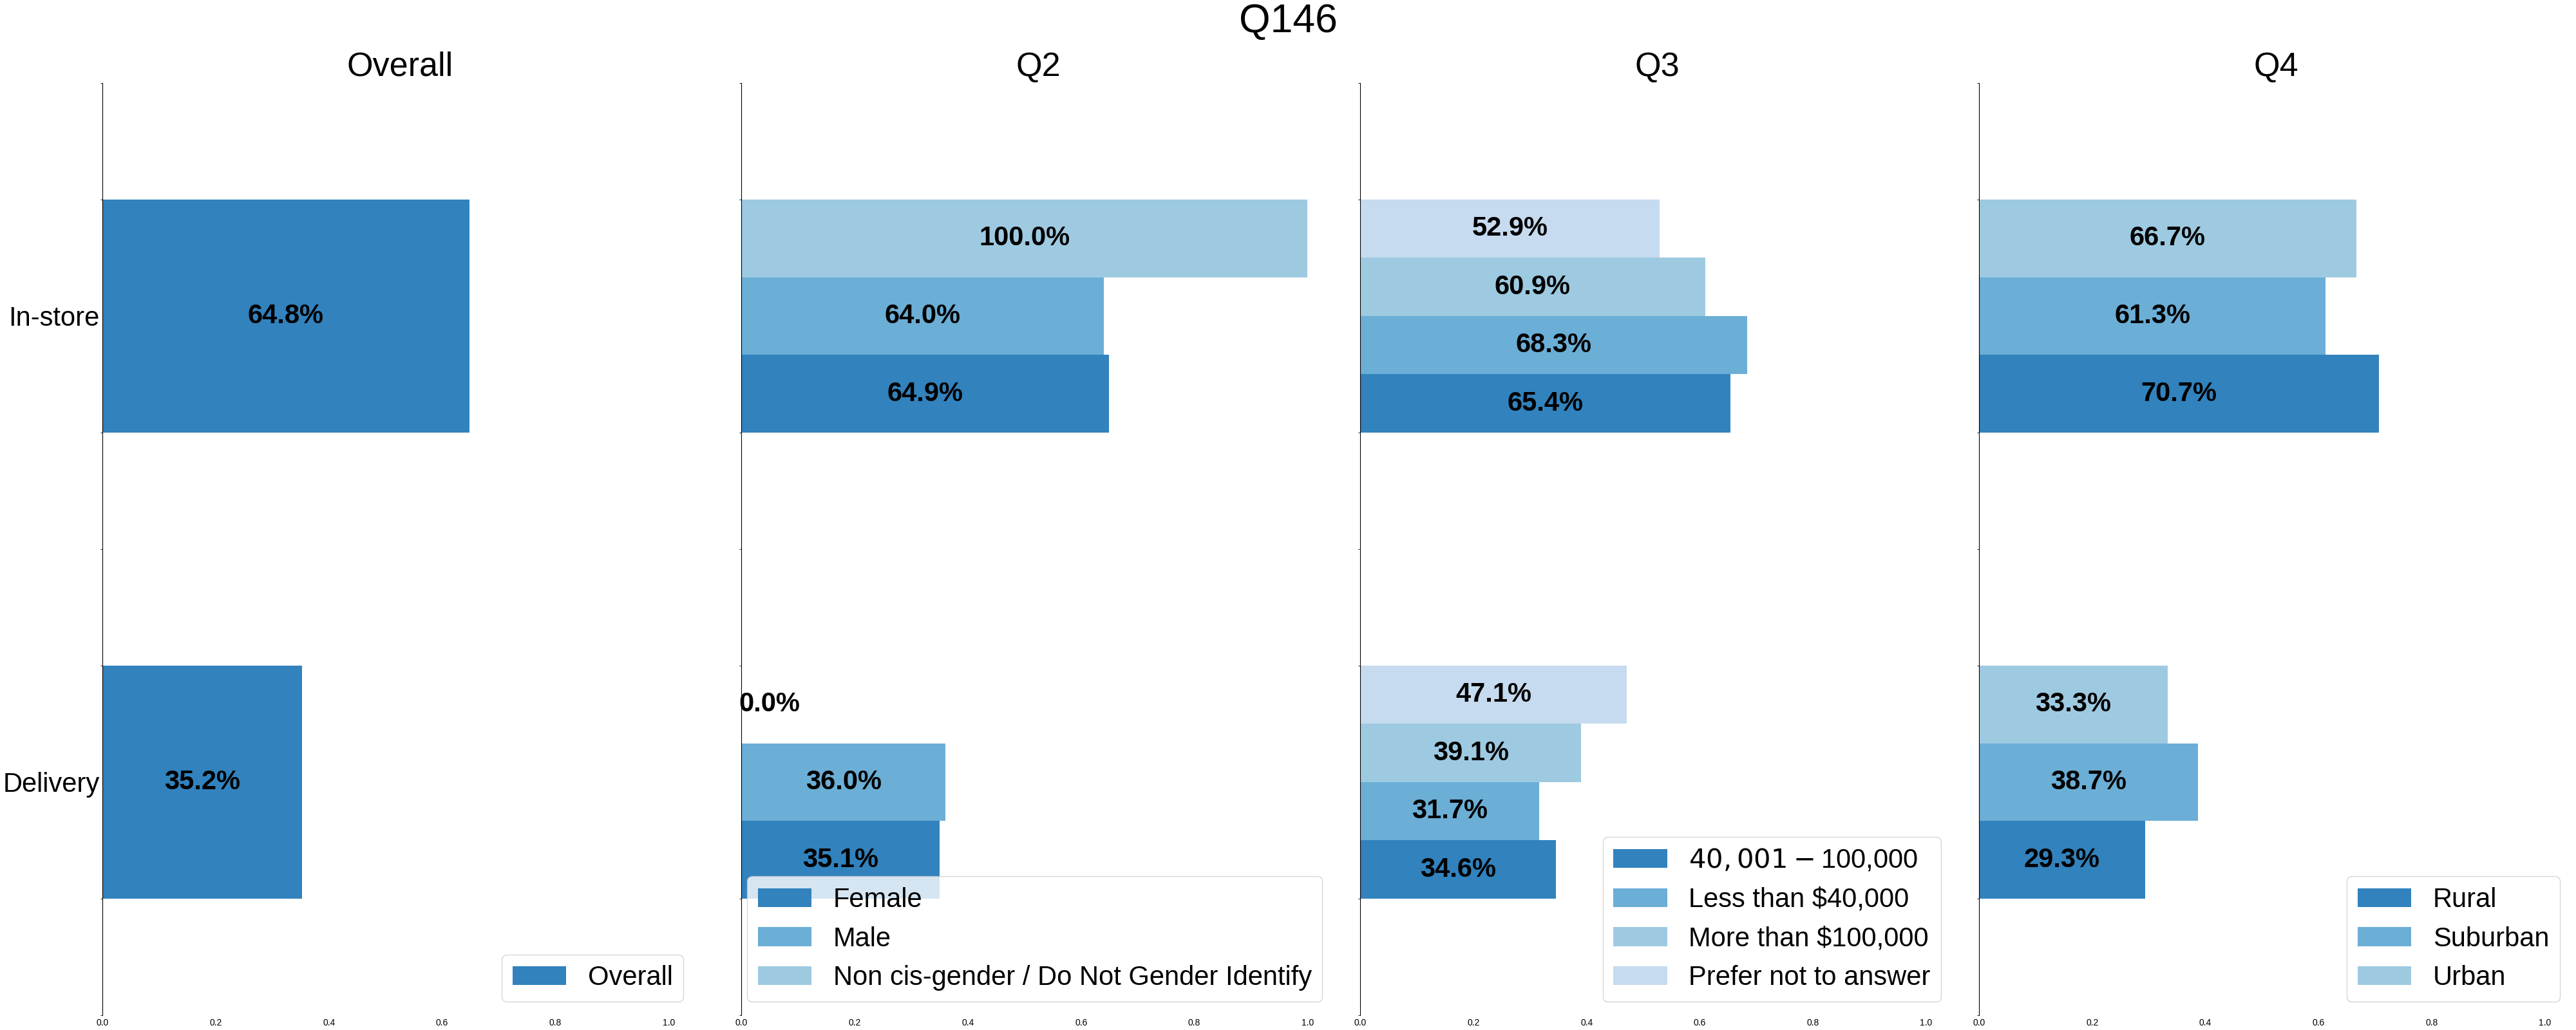 Q146
Overall
In-store
64.8%
Delivery
35.2%
Overall
0.0 0.2 0.4 0.6 0.8 1.0
Q2
100.0%
64.0%
64.9%
0.0%
36.0%
35.1%
Female
Male
Non cis-gender / Do Not Gender Identify
0.0 0.2 0.4 0.6 0.8 1.0
Q3
52.9%
60.9%
68.3%
65.4%
47.1%
39.1%
31.7%
34.6%
40,001 − 100,000
Less than $40,000
More than $100,000
Prefer not to answer
0.0 0.2 0.4 0.6 0.8 1.0
Q4
66.7%
61.3%
70.7%
33.3%
38.7%
29.3%
Rural
Suburban
Urban
0.0 0.2 0.4 0.6 0.8 1.0